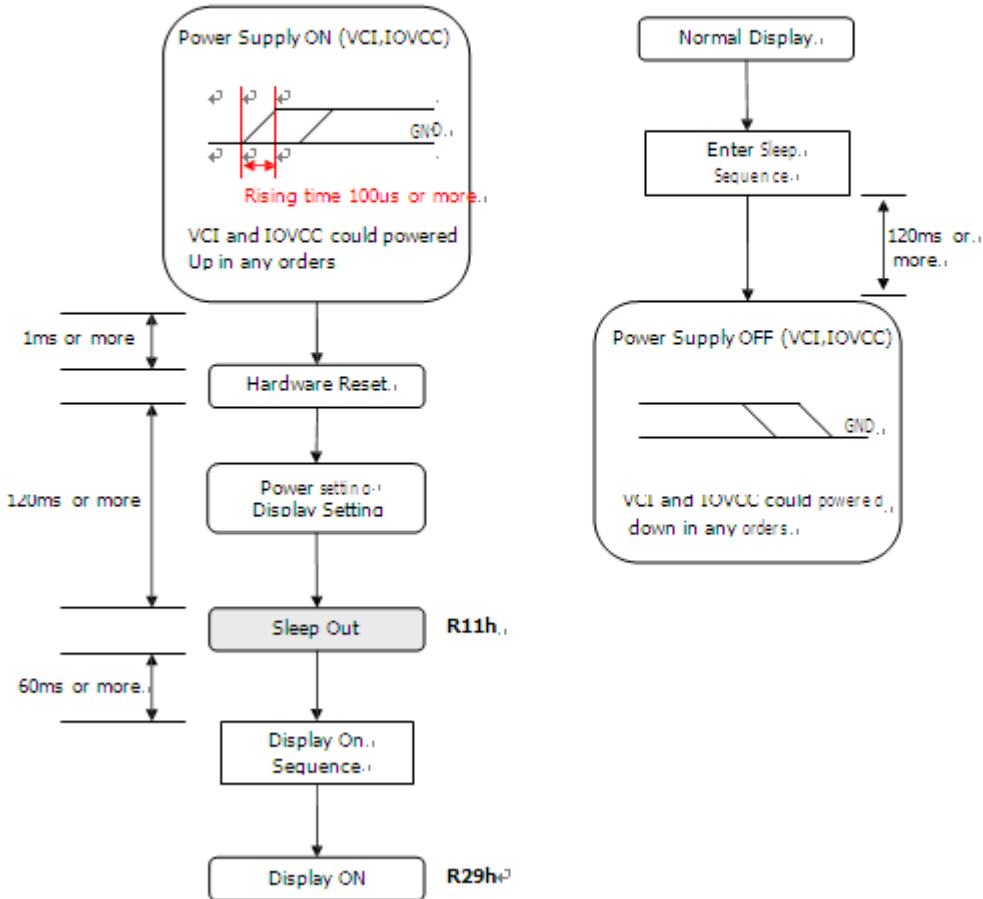 Power Supply ON (VCI,IOVCC)
GND
Rising time 100us or more
VCI and IOVCC could powered
Up in any orders
1ms or more
Hardware Reset
120ms or more
Power setting
Display Setting
Sleep Out
R11h
60ms or more
Display On
Sequence
Display ON
R29h
Normal Display
Enter Sleep
Sequence
120ms or
more
Power Supply OFF (VCI,IOVCC)
GND
VCI and IOVCC could powered
down in any orders